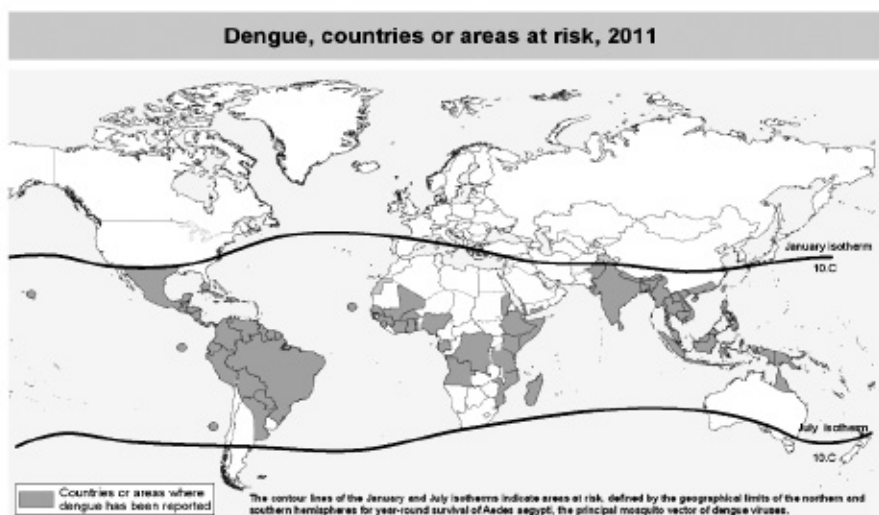 Dengue, countries or areas at risk, 2011
January isotherm
10.C
July isotherm
10.C
Countries or areas where
dengue has been reported
The contour lines of the January and July isotherms indicate areas at risk, defined by the geographical limits of the northern and
southern hemispheres for year-round survival of Aedes aegypti, the principal mosquito vector of dengue viruses.